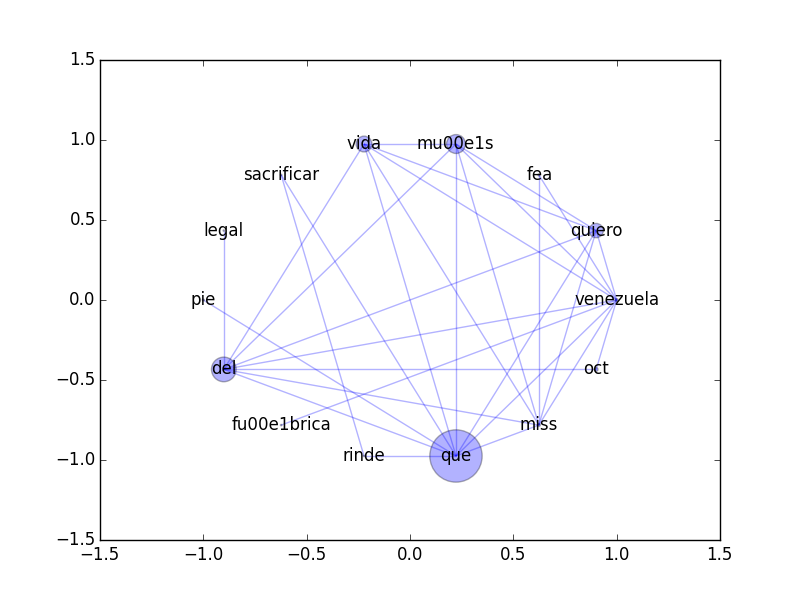 1.5
1.0
vida mu00e1s
sacrificar fea
0.5
legal quiero
0.0
pie venezuela
−0.5
del oct
fu00e1brica miss
−1.0
rinde que
−1.5
−1.5 −1.0 −0.5 0.0 0.5 1.0 1.5